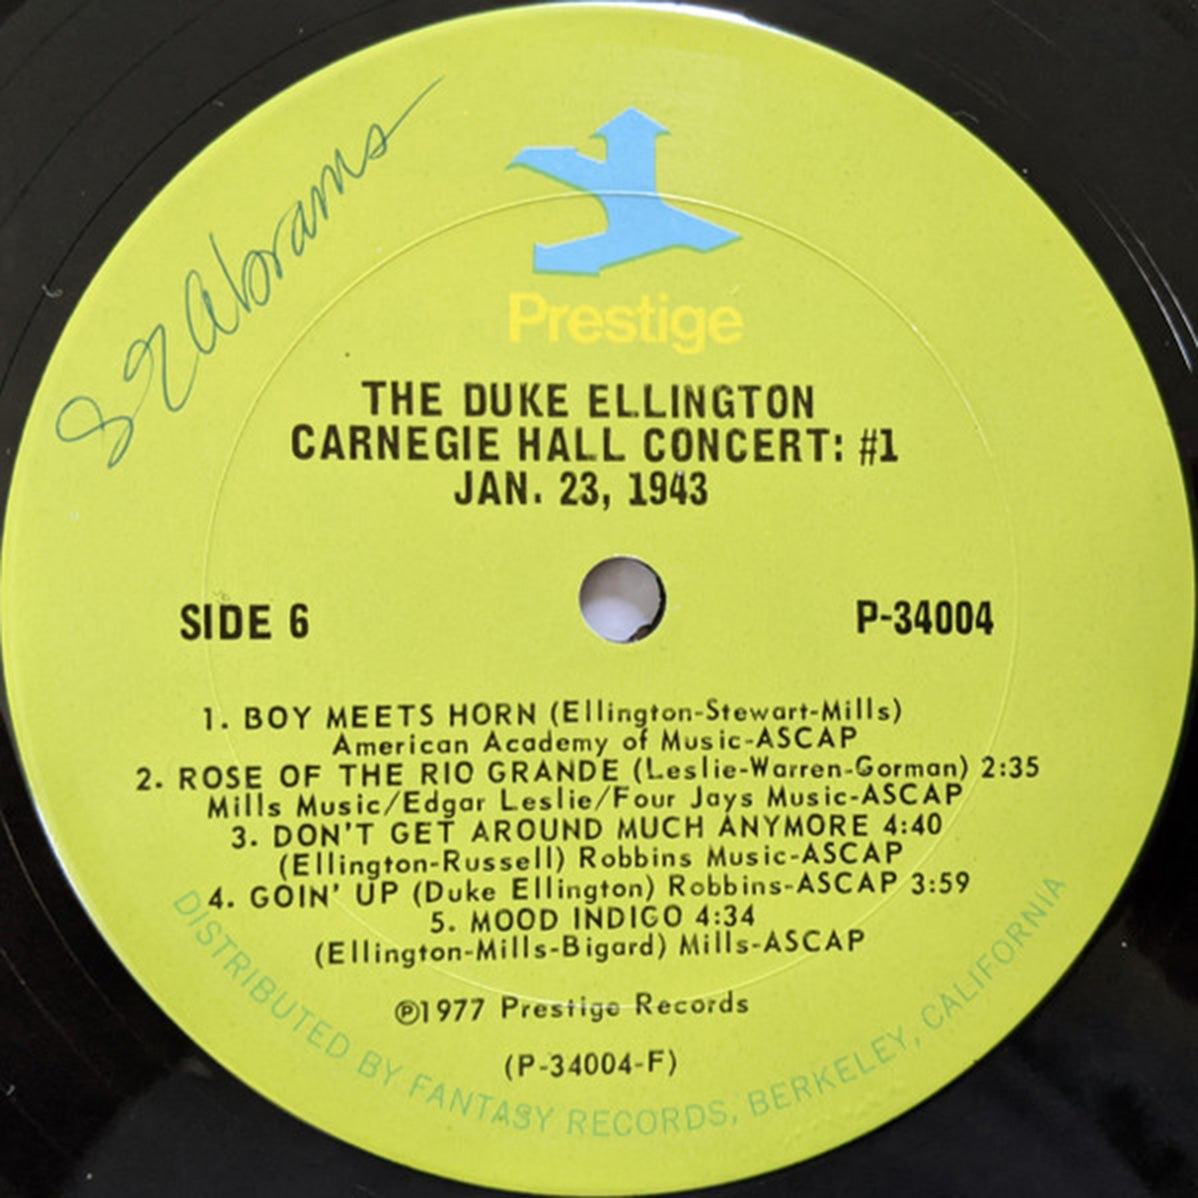 SZAbrams
Prestige
THE DUKE ELLINGTON
CARNEGIE HALL CONCERT: #1
JAN. 23, 1943
SIDE 6
P-34004
1. BOY MEETS HORN (Ellington-Stewart-Mills)
American Academy of Music-ASCAP
2. ROSE OF THE RIO GRANDE (Leslie-Warren-Gorman) 2:35
Mills Music/Edgar Leslie/Four Jays Music-ASCAP
3. DON'T GET AROUND MUCH ANYMORE 4:40
(Ellington-Russell) Robbins Music-ASCAP
4. GOIN' UP (Duke Ellington) Robbins-ASCAP 3:59
5. MOOD INDIGO 4:34
(Ellington-Mills-Bigard) Mills-ASCAP
℗1977 Prestige Records
(P-34004-F)
DISTRIBUTED BY FANTASY RECORDS, BERKELEY, CALIFORNIA